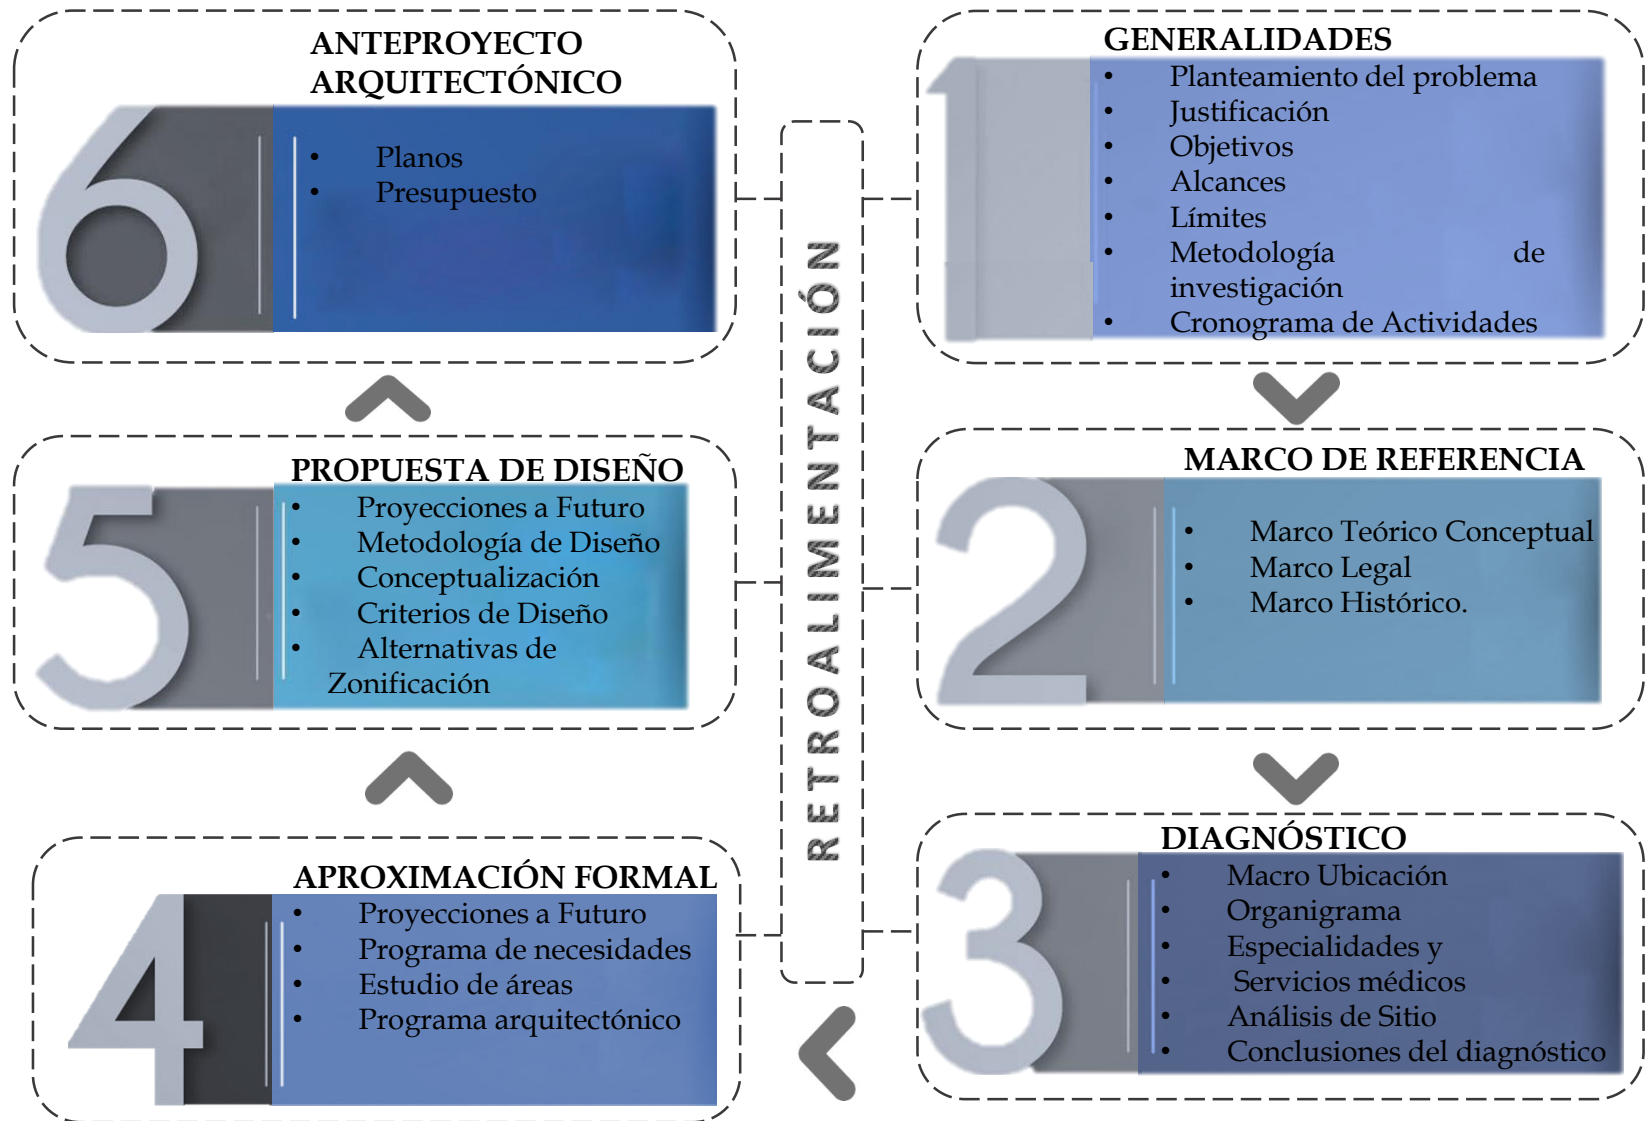 1
GENERALIDADES
• Planteamiento del problema
• Justificación
• Objetivos
• Alcances
• Límites
• Metodología de
investigación
• Cronograma de Actividades
2
MARCO DE REFERENCIA
• Marco Teórico Conceptual
• Marco Legal
• Marco Histórico.
3
DIAGNÓSTICO
• Macro Ubicación
• Organigrama
• Especialidades y
• Servicios médicos
• Análisis de Sitio
• Conclusiones del diagnóstico
4
APROXIMACIÓN FORMAL
• Proyecciones a Futuro
• Programa de necesidades
• Estudio de áreas
• Programa arquitectónico
5
PROPUESTA DE DISEÑO
• Proyecciones a Futuro
• Metodología de Diseño
• Conceptualización
• Criterios de Diseño
• Alternativas de
Zonificación
6
ANTEPROYECTO
ARQUITECTÓNICO
• Planos
• Presupuesto
RETROALIMENTACIÓN